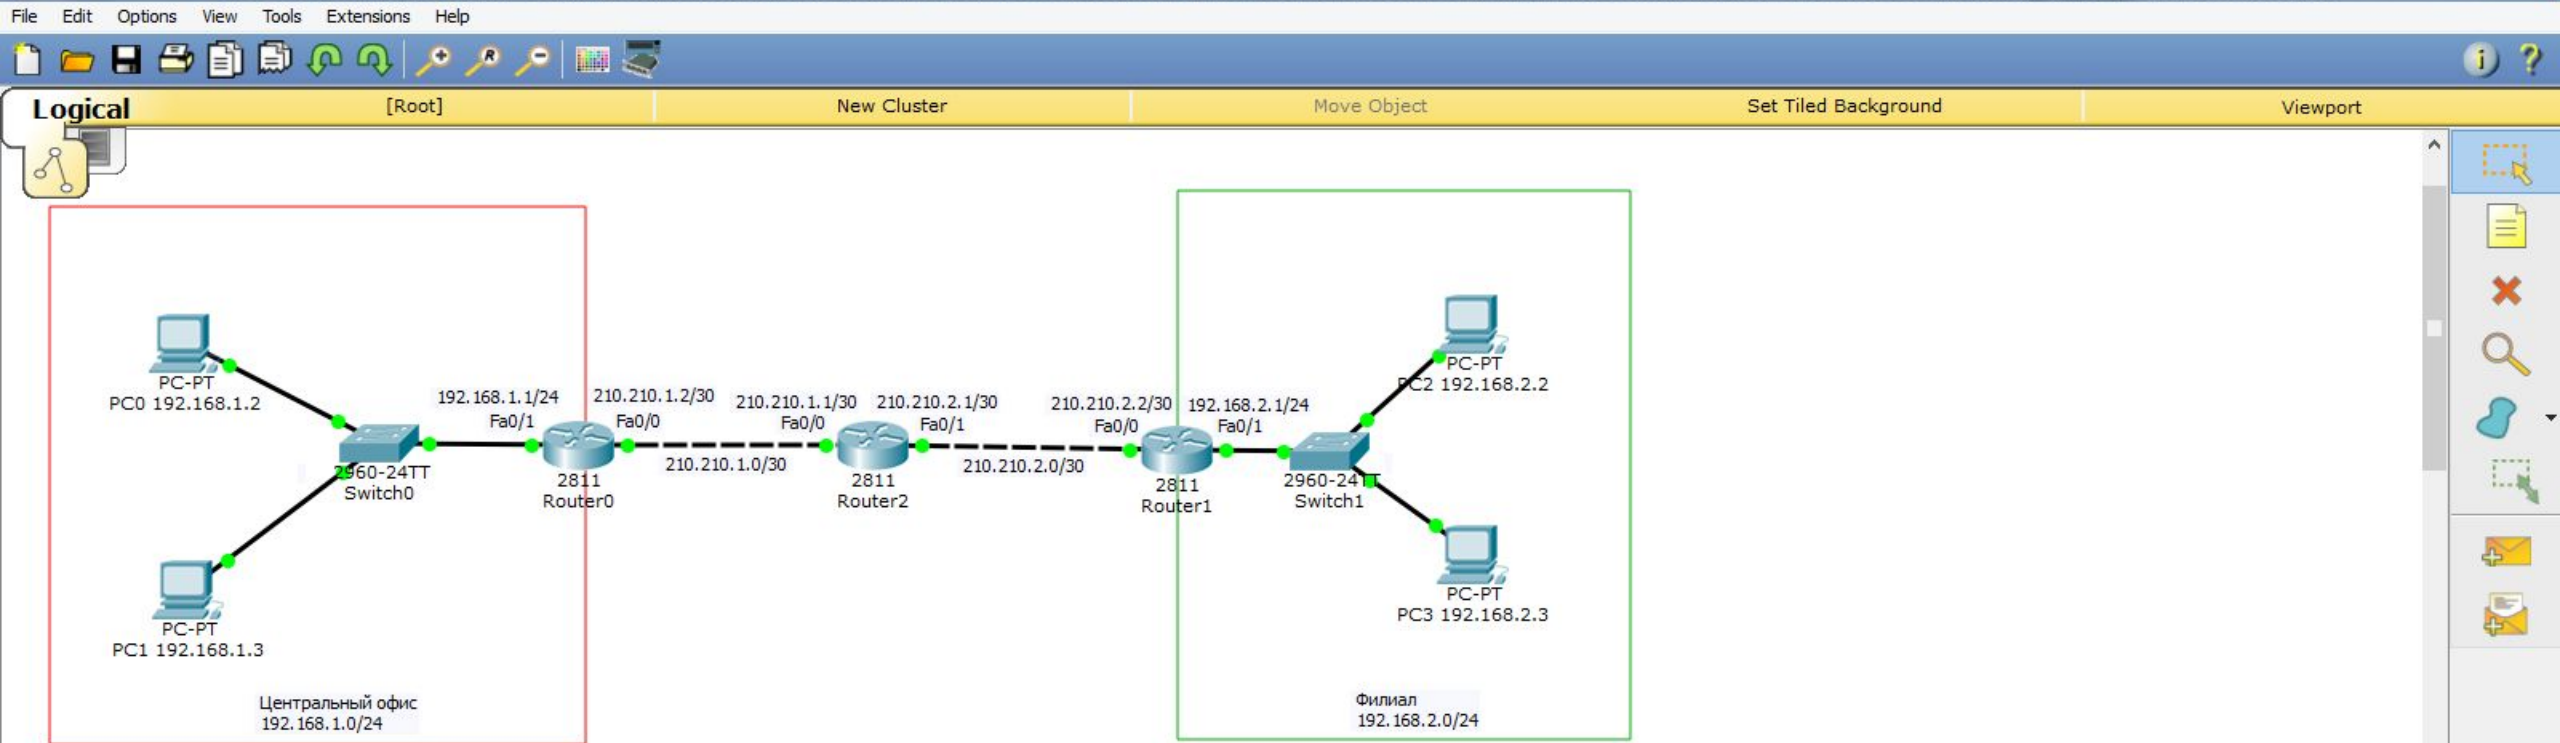 File Edit Options View Tools Extensions Help
Logical [Root] New Cluster Move Object Set Tiled Background Viewport
PC-PT
PC0 192.168.1.2
2960-24TT
Switch0
PC-PT
PC1 192.168.1.3
192.168.1.1/24
Fa0/1
210.210.1.2/30
Fa0/0
2811
Router0
210.210.1.0/30
210.210.1.1/30
Fa0/0
210.210.2.1/30
Fa0/1
2811
Router2
210.210.2.0/30
210.210.2.2/30
Fa0/0
192.168.2.1/24
Fa0/1
2811
Router1
2960-24TT
Switch1
PC-PT
PC2 192.168.2.2
PC-PT
PC3 192.168.2.3
Центральный офис
192.168.1.0/24
Филиал
192.168.2.0/24